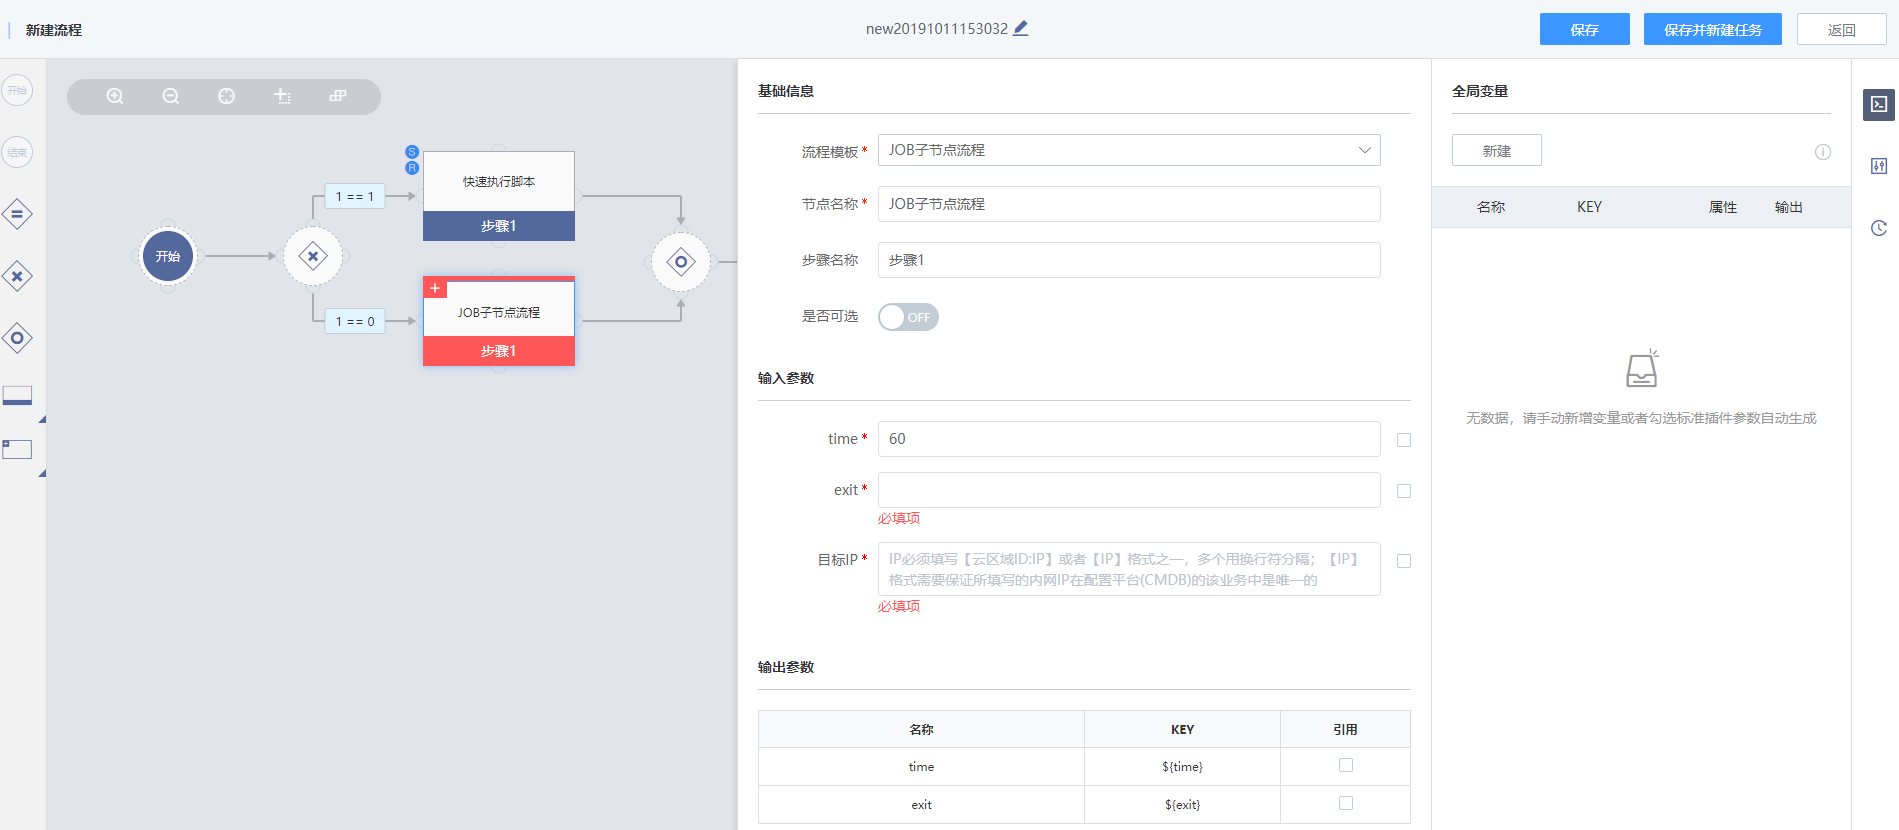 新建流程
new20191011153032
保存
保存并新建任务
返回
开始
结束
开始
1 == 1
1 == 0
S
R
快速执行脚本
步骤1
JOB子节点流程
步骤1
基础信息
流程模板*
JOB子节点流程
节点名称*
JOB子节点流程
步骤名称
步骤1
是否可选
OFF
输入参数
time*
60
exit*
必填项
目标IP*
IP必须填写【云区域ID:IP】或者【IP】格式之一，多个用换行符分隔；【IP】
格式需要保证所填写的内网IP在配置平台(CMDB)的该业务中是唯一的
必填项
输出参数
名称 KEY 引用
time ${time}
exit ${exit}
全局变量
新建
名称 KEY 属性 输出
无数据，请手动新增变量或者勾选标准插件参数自动生成